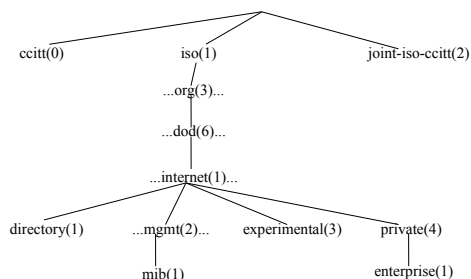 ccitt(0) iso(1) joint-iso-ccitt(2)
...org(3)...
...dod(6)...
...internet(1)...
directory(1) ...mgmt(2)... experimental(3) private(4)
mib(1) enterprise(1)